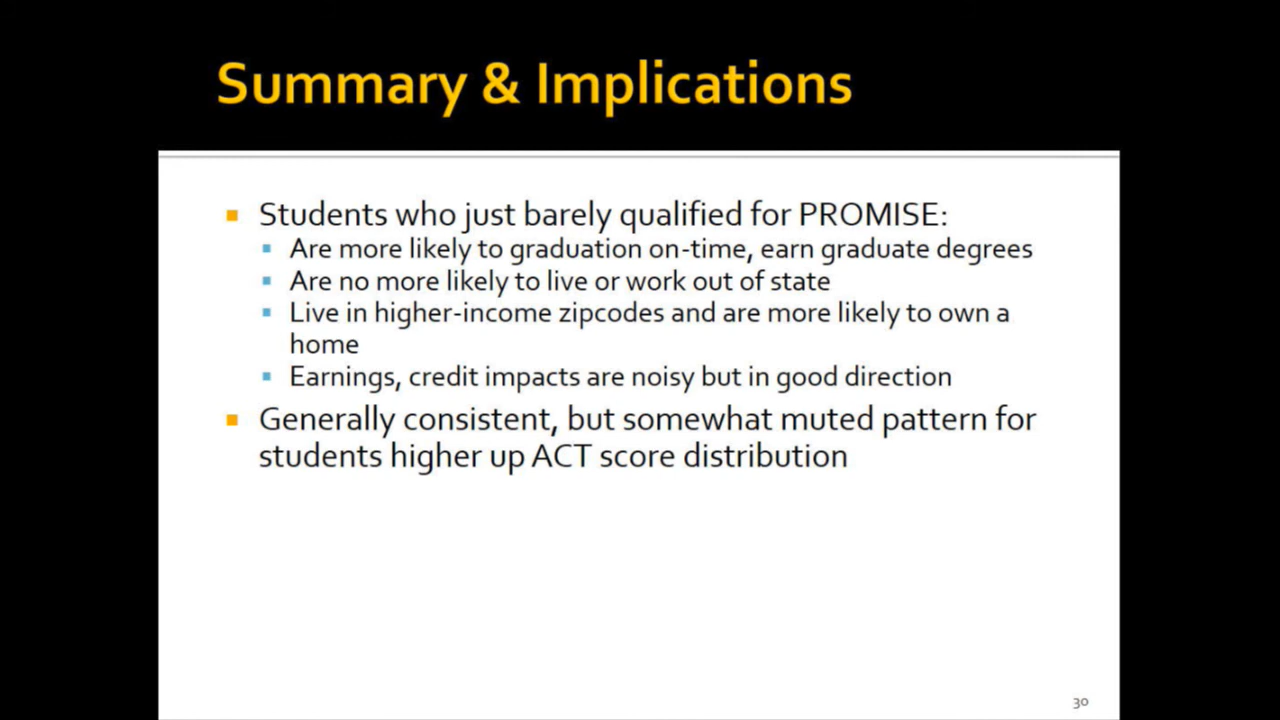 Summary & Implications
Students who just barely qualified for PROMISE:
Are more likely to graduation on-time, earn graduate degrees
Are no more likely to live or work out of state
Live in higher-income zipcodes and are more likely to own a
home
Earnings, credit impacts are noisy but in good direction
Generally consistent, but somewhat muted pattern for
students higher up ACT score distribution
30